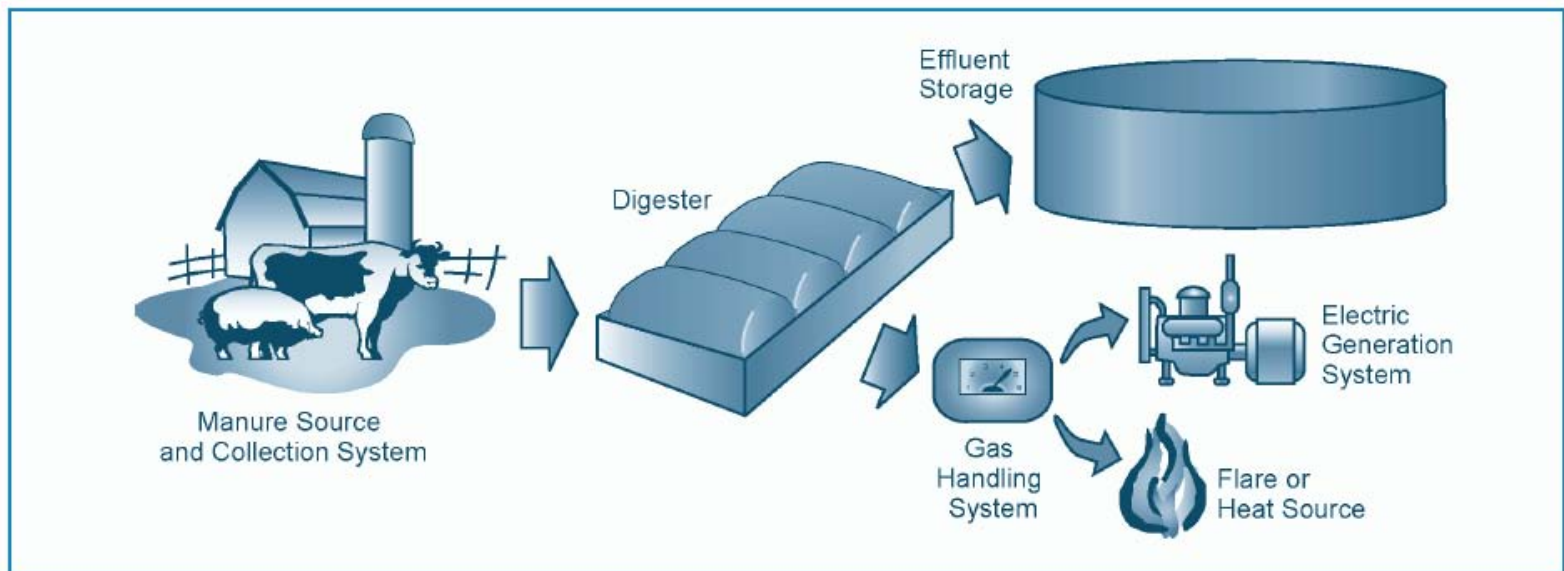 Effluent
Storage
Digester
Manure Source
and Collection System
Gas
Handling
System
Electric
Generation
System
Flare or
Heat Source